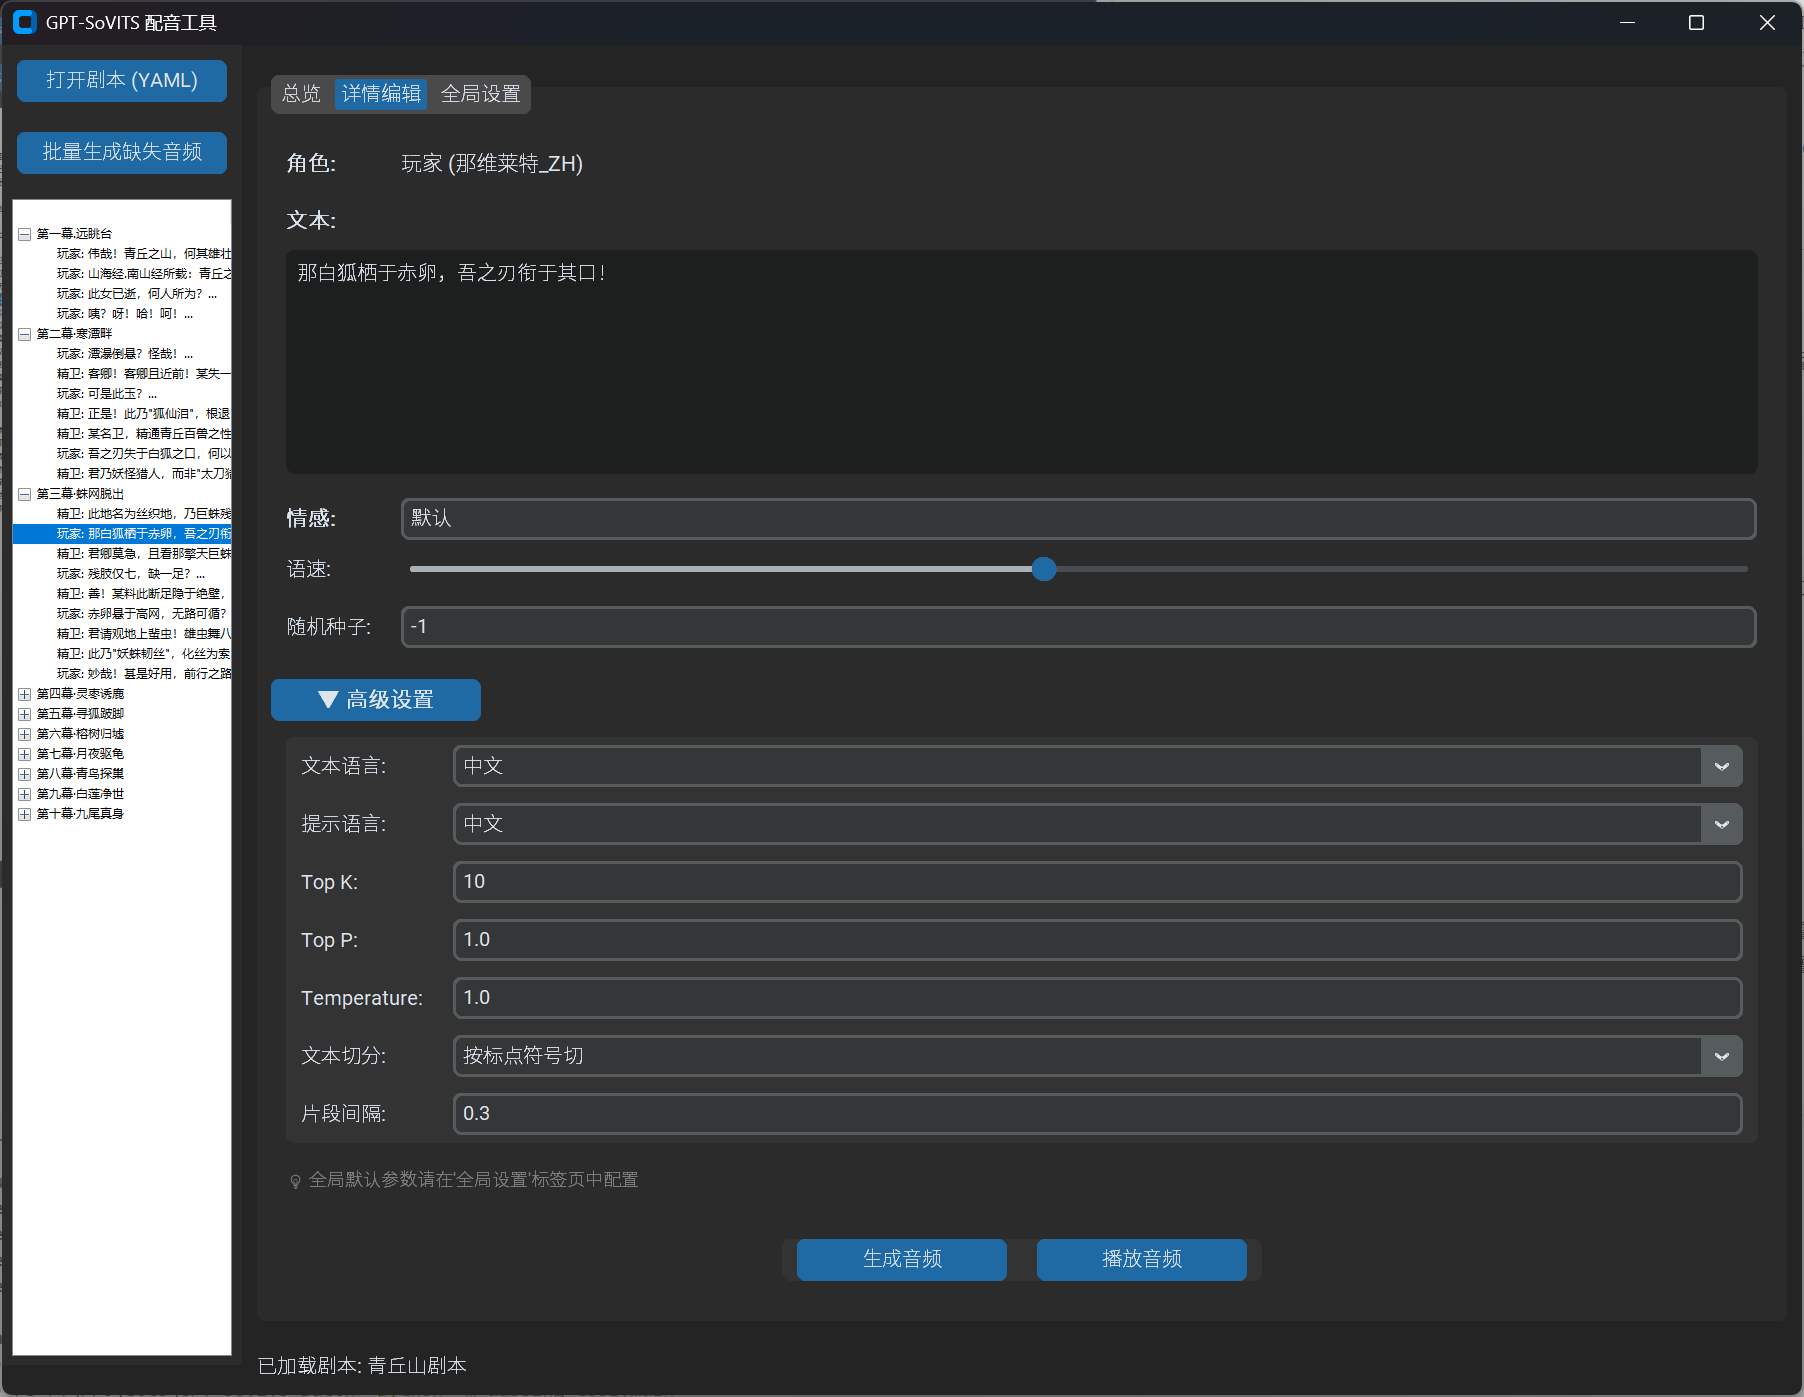 GPT-SoVITS 配音工具
打开剧本 (YAML)
批量生成缺失音频
第一幕.远眺台
玩家: 伟哉！青丘之山，何其雄壮
玩家: 山海经.南山经所载：青丘之
玩家: 此女已逝，何人所为？...
玩家: 咦？呀！哈！呵！...
第二幕·寒潭畔
玩家: 潭瀑倒悬？怪哉！...
精卫: 客卿！客卿且近前！某失一
玩家: 可是此玉？...
精卫: 正是！此乃"狐仙泪"，根退
精卫: 某名卫，精通青丘百兽之性
玩家: 吾之刃失于白狐之口，何以
精卫: 君乃妖怪猎人，而非"太刀猎
第三幕·蛛网脱出
精卫: 此地名为丝织地，乃巨蛛残
玩家: 那白狐栖于赤卵，吾之刃衔
精卫: 君卿莫急，且看那擎天巨蛛
玩家: 残肢仅七，缺一足？...
精卫: 善！某料此断足隐于绝壁，
玩家: 赤卵悬于高网，无路可循？
精卫: 君请观地上蜚虫！雄虫舞八
精卫: 此乃"妖蛛韧丝"，化丝为索
玩家: 妙哉！甚是好用，前行之路
第四幕·灵枣诱鹿
第五幕·寻狐跛脚
第六幕·榕树归墟
第七幕·月夜驱龟
第八幕·青鸟探巢
第九幕·白莲净世
第十幕·九尾真身
总览 详情编辑 全局设置
角色: 玩家 (那维莱特_ZH)
文本:
那白狐栖于赤卵，吾之刃衔于其口！
情感: 默认
语速:
随机种子: -1
▼ 高级设置
文本语言: 中文
提示语言: 中文
Top K: 10
Top P: 1.0
Temperature: 1.0
文本切分: 按标点符号切
片段间隔: 0.3
全局默认参数请在'全局设置'标签页中配置
生成音频 播放音频
已加载剧本: 青丘山剧本